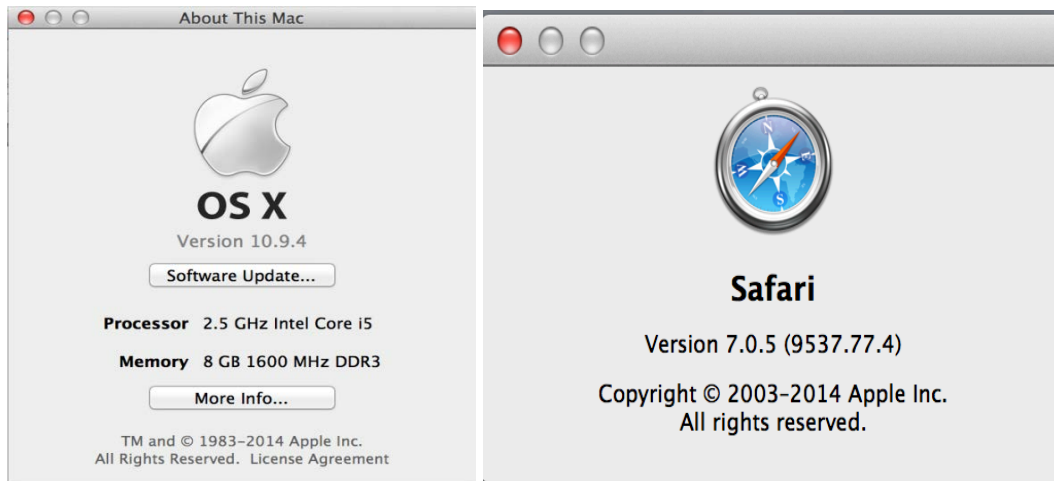 About This Mac
OS X
Version 10.9.4
Software Update...
Processor 2.5 GHz Intel Core i5
Memory 8 GB 1600 MHz DDR3
More Info...
TM and © 1983-2014 Apple Inc.
All Rights Reserved. License Agreement
N
E
S
W
Safari
Version 7.0.5 (9537.77.4)
Copyright © 2003-2014 Apple Inc.
All rights reserved.